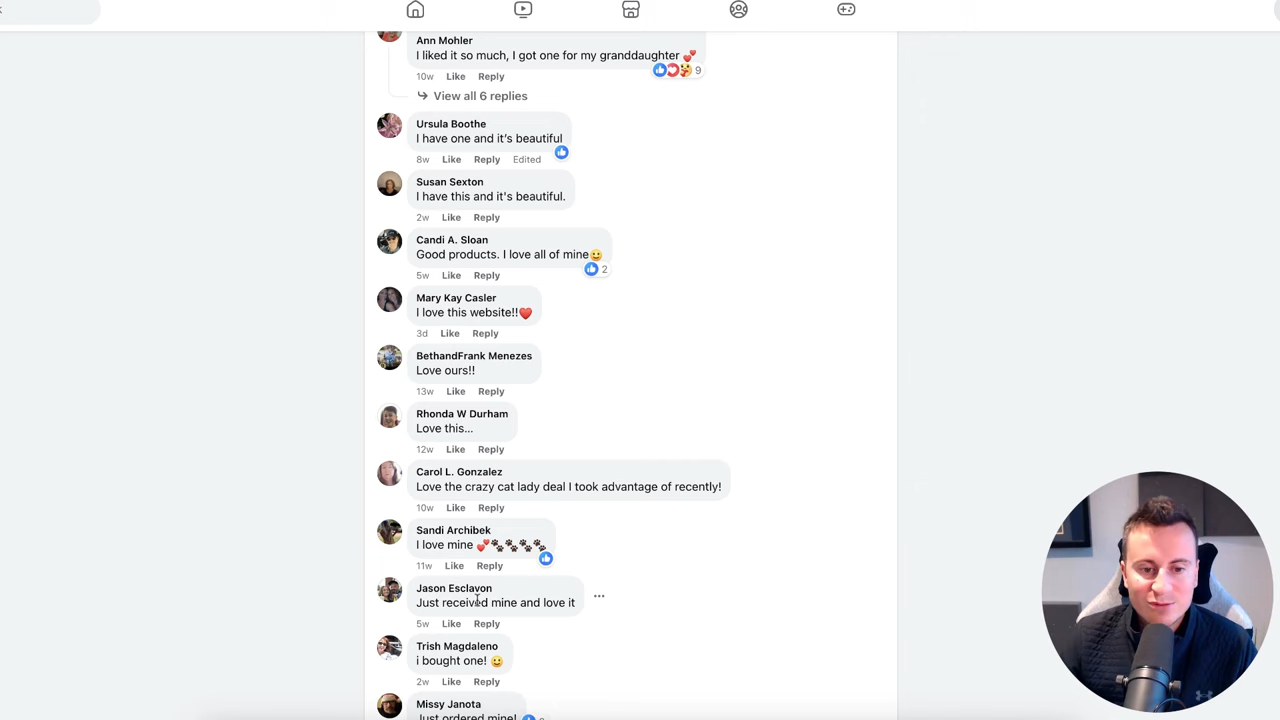 Ann Mohler
I liked it so much, I got one for my granddaughter 💕
9
10w Like Reply
View all 6 replies
Ursula Boothe
I have one and it’s beautiful
8w Like Reply Edited
Susan Sexton
I have this and it's beautiful.
2w Like Reply
Candi A. Sloan
Good products. I love all of mine😀
2
5w Like Reply
Mary Kay Casler
I love this website!!❤️
3d Like Reply
BethandFrank Menezes
Love ours!!
13w Like Reply
Rhonda W Durham
Love this...
12w Like Reply
Carol L. Gonzalez
Love the crazy cat lady deal I took advantage of recently!
10w Like Reply
Sandi Archibek
I love mine 💕🐾🐾🐾🐾
11w Like Reply
Jason Esclavon
Just received mine and love it
5w Like Reply
Trish Magdaleno
i bought one! 😀
2w Like Reply
Missy Janota
Just ordered mine!